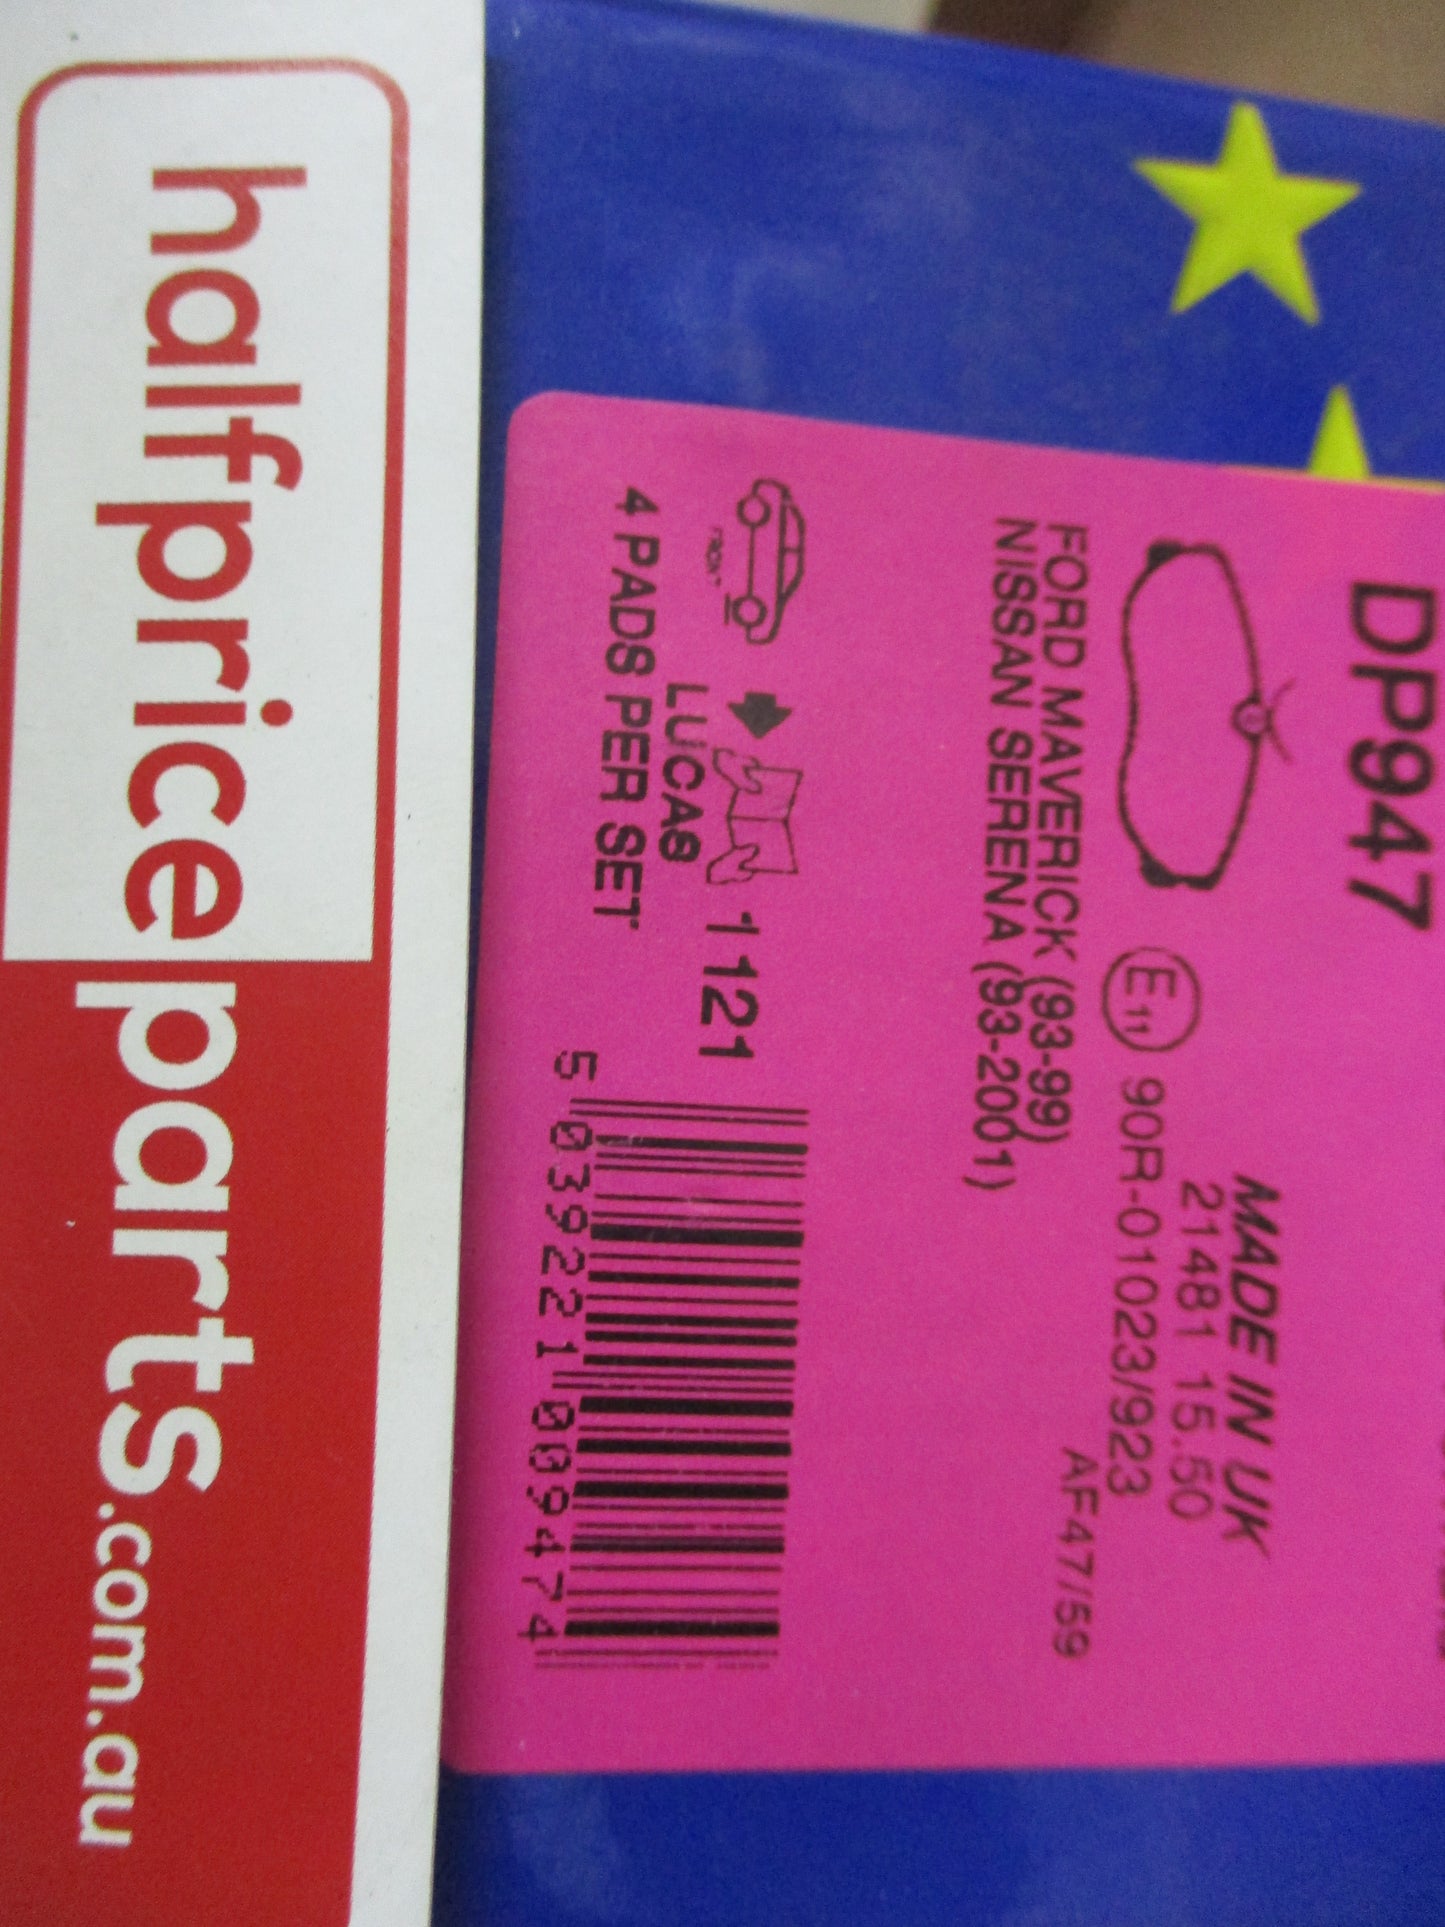 DP947
MADE IN UK
21481 15.50
E11 90R-01023/923
AF47/59
FORD MAVERICK (93-99)
NISSAN SERENA (93-2001)
FRONT
1121
LUCAS
4 PADS PER SET
5 039221 009474
halfpriceparts.com.au